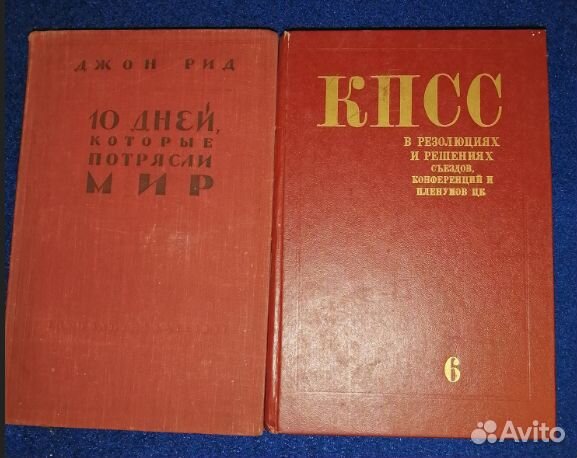 ДЖОН РИД
10 ДНЕЙ,
КОТОРЫЕ
ПОТРЯСЛИ
МИР
КПСС
В РЕЗОЛЮЦИЯХ
И РЕШЕНИЯХ
СЪЕЗДОВ,
КОНФЕРЕНЦИЙ И
ПЛЕНУМОВ ЦК
6
Avito